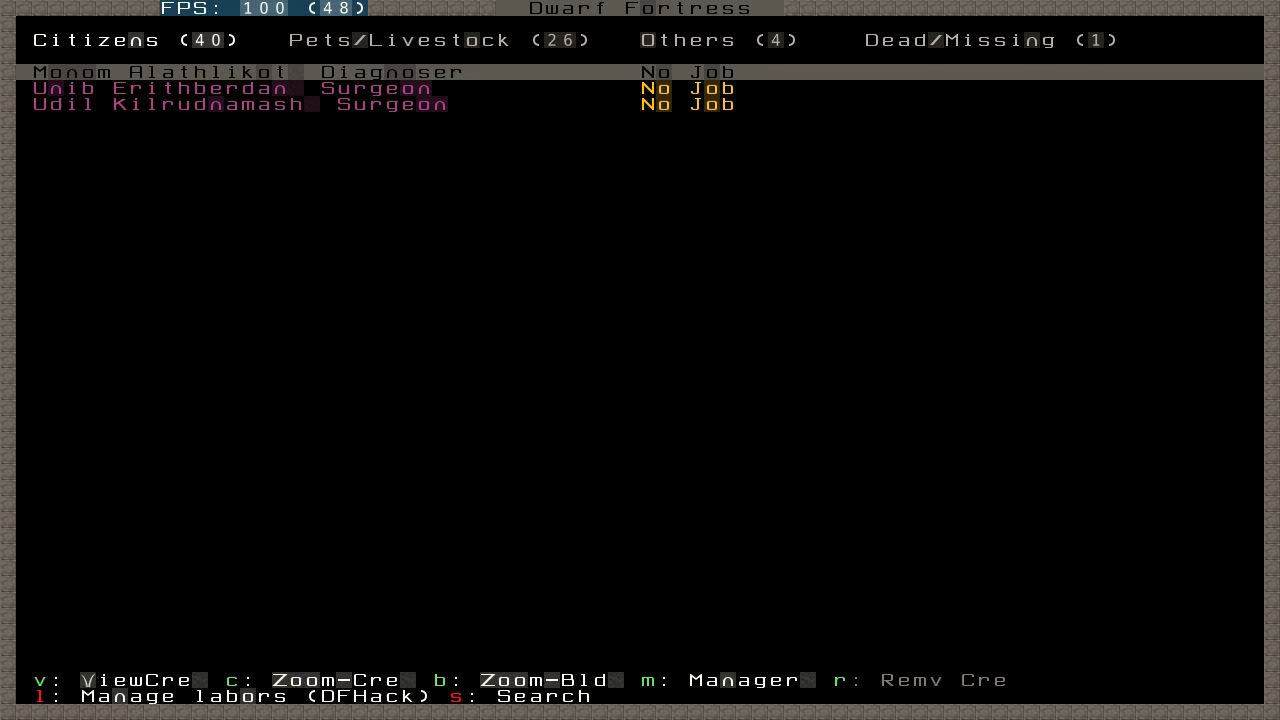 FPS: 100 (48) Dwarf Fortress
Citizens (40) Pets/Livestock (26) Others (4) Dead/Missing (1)
Monom Alathlikot Diagnoser No Job
Unib Erithberdan Surgeon No Job
Udil Kilrudnamash Surgeon No Job
v: ViewCre c: Zoom-Cre b: Zoom-Bld m: Manager r: Remv Cre
l: Manage labors (DFHack) s: Search